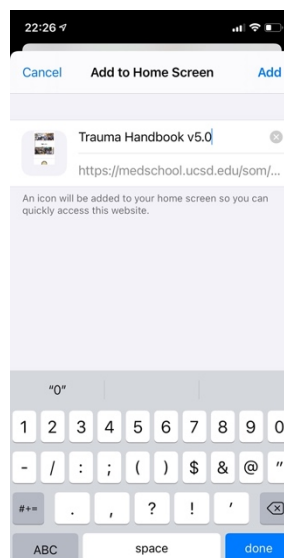 22:26
Cancel Add to Home Screen Add
Trauma Handbook v5.0
https://medschool.ucsd.edu/som/...
An icon will be added to your home screen so you can
quickly access this website.
“0”
1 2 3 4 5 6 7 8 9 0
- / : ; ( ) $ & @ "
#+= . , ? ! ’
ABC space done